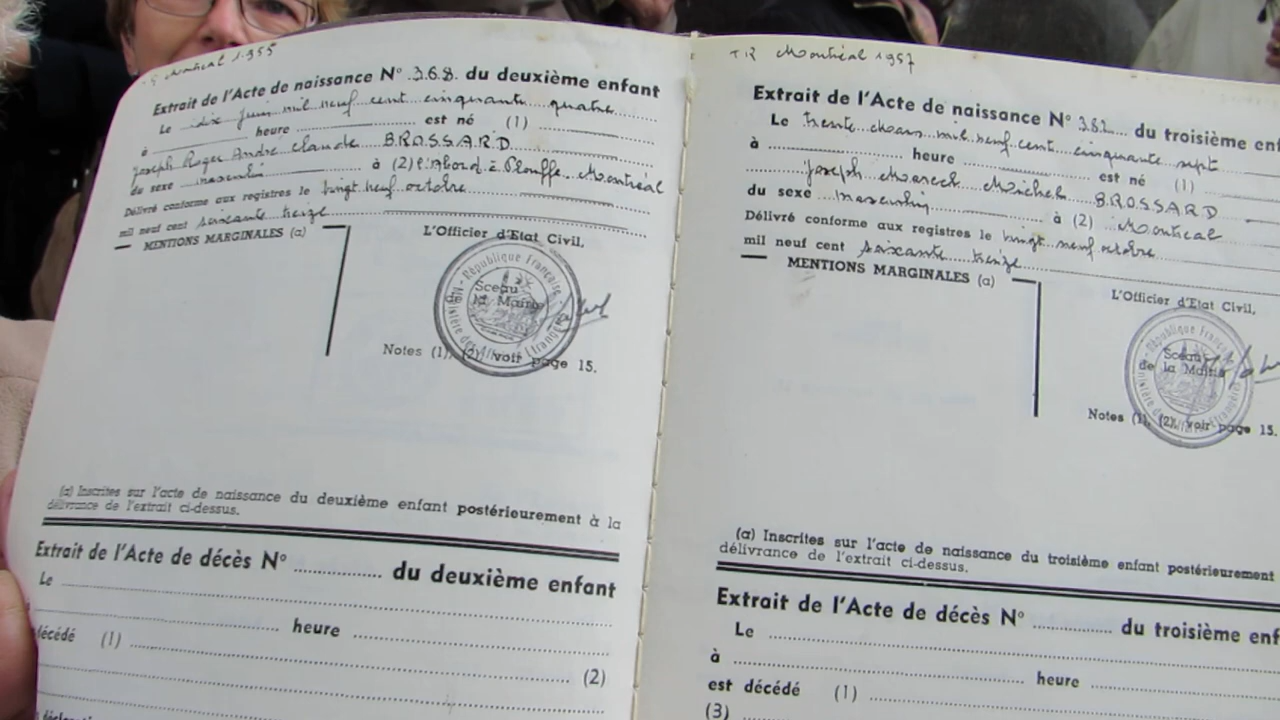 Montréal 1955
Extrait de l'Acte de naissance N° 368. du deuxième enfant
Le dix juin mil neuf cent cinquante quatre
à heure est né (1)
Joseph Roger André Claude BROSSARD
du sexe masculin à (2) l'Abord à Plouffe Montréal
Délivré conforme aux registres le vingt neuf octobre
mil neuf cent soixante treize
MENTIONS MARGINALES (a)
L'Officier d'Etat Civil,
République Française
Sceau
de la Mairie
Notes (1), (2), voir page 15.
(a) Inscrites sur l'acte de naissance du deuxième enfant postérieurement à la
délivrance de l'extrait ci-dessus.
Extrait de l'Acte de décès N° du deuxième enfant
Le
heure
décédé (1)
(2)
TR Montréal 1957
Extrait de l'Acte de naissance N° 382 du troisième enf
Le trente mars mil neuf cent cinquante sept
à heure est né (1)
Joseph Marcel Michel BROSSARD
du sexe masculin à (2) Montréal
Délivré conforme aux registres le vingt neuf octobre
mil neuf cent soixante treize
MENTIONS MARGINALES (a)
L'Officier d'Etat Civil,
République Française
Sceau
de la Mairie
Notes (1), (2), voir page 15.
(a) Inscrites sur l'acte de naissance du troisième enfant postérieurement
délivrance de l'extrait ci-dessus.
Extrait de l'Acte de décès N° du troisième enf
Le
à heure
est décédé (1)
(3)